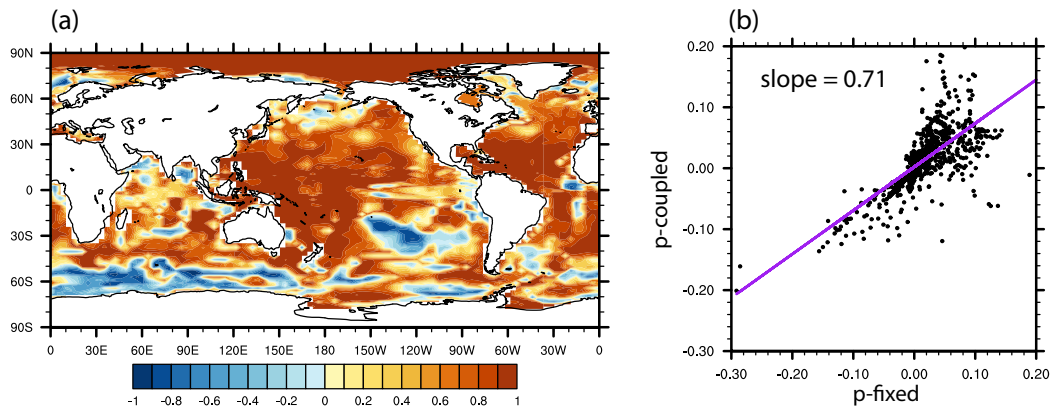 (a)
90N
60N
30N
0
30S
60S
90S
0 30E 60E 90E 120E 150E 180 150W 120W 90W 60W 30W 0
-1 -0.8 -0.6 -0.4 -0.2 0 0.2 0.4 0.6 0.8 1
(b)
slope = 0.71
p-coupled
0.20
0.10
0.00
-0.10
-0.20
-0.30
-0.30 -0.20 -0.10 0.00 0.10 0.20
p-fixed